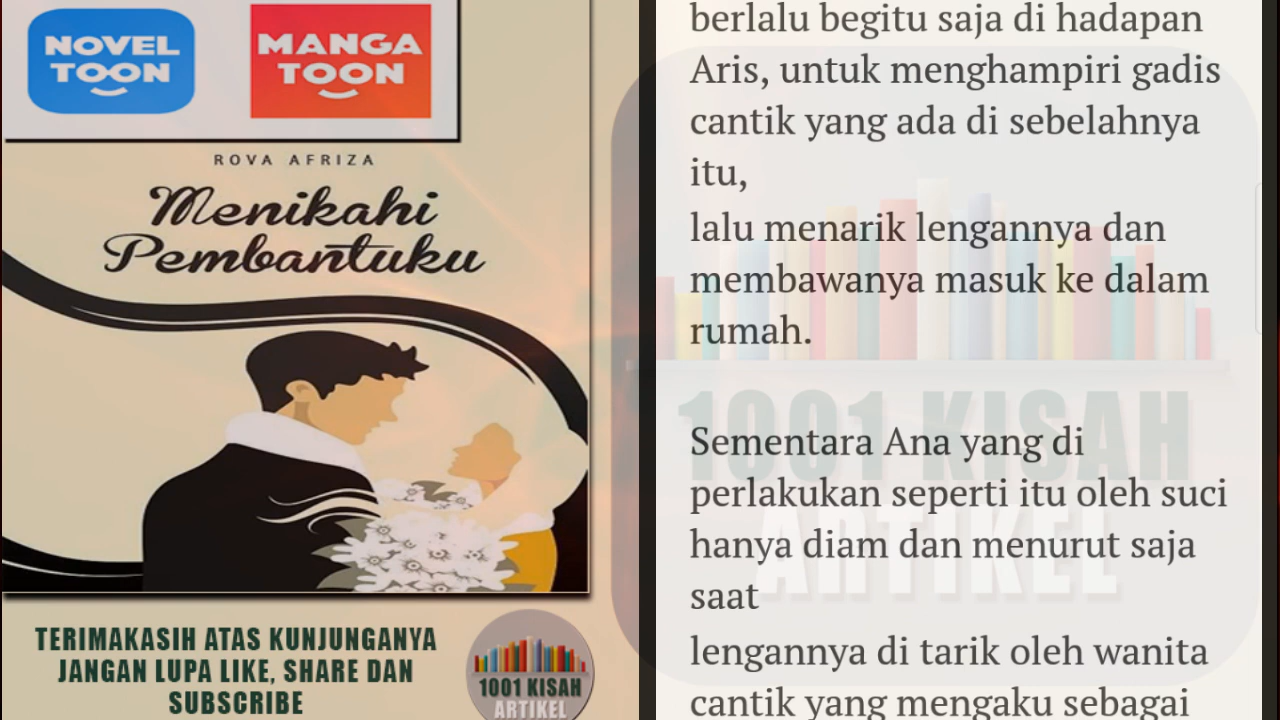 NOVEL
TOON
MANGA
TOON
ROVA AFRIZA
Menikahi
Pembantuku
TERIMAKASIH ATAS KUNJUNGANYA
JANGAN LUPA LIKE, SHARE DAN
SUBSCRIBE
1001 KISAH
ARTIKEL
berlalu begitu saja di hadapan
Aris, untuk menghampiri gadis
cantik yang ada di sebelahnya
itu,
lalu menarik lengannya dan
membawanya masuk ke dalam
rumah.
1001 KISAH
ARTIKEL
Sementara Ana yang di
perlakukan seperti itu oleh suci
hanya diam dan menurut saja
saat
lengannya di tarik oleh wanita
cantik yang mengaku sebagai